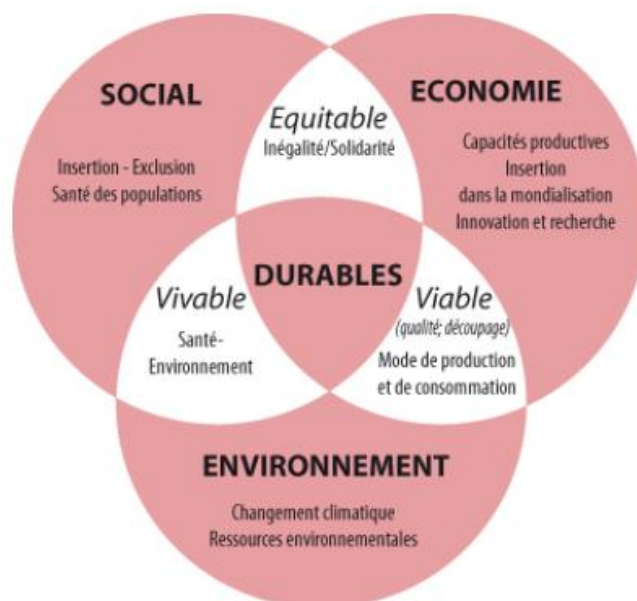 SOCIAL
Insertion - Exclusion
Santé des populations
Equitable
Inégalité/Solidarité
ECONOMIE
Capacités productives
Insertion
dans la mondialisation
Innovation et recherche
DURABLES
Vivable
Santé-
Environnement
Viable
(qualité; découpage)
Mode de production
et de consommation
ENVIRONNEMENT
Changement climatique
Ressources environnementales